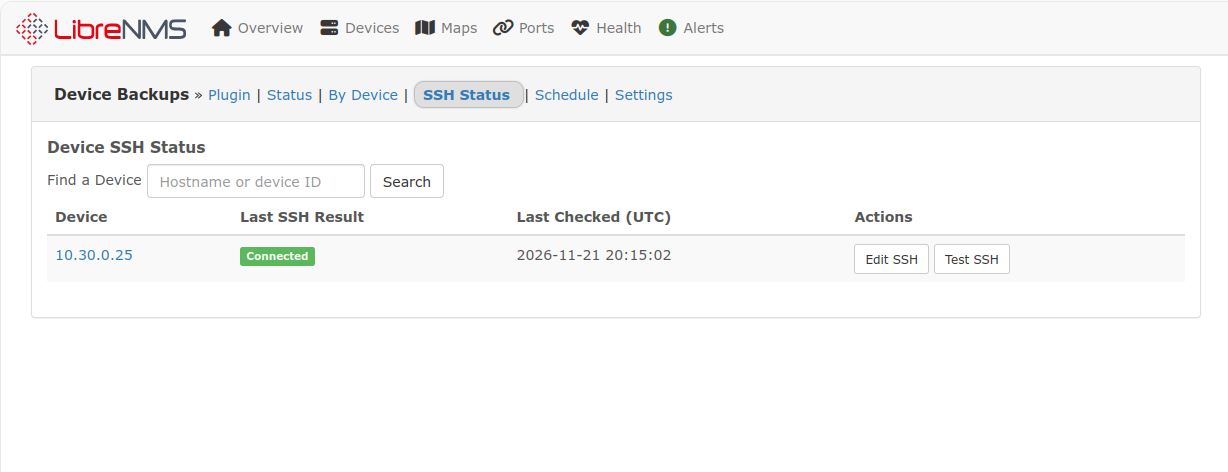 LibreNMS Overview Devices Maps Ports Health Alerts
Device Backups » Plugin | Status | By Device | SSH Status | Schedule | Settings
Device SSH Status
Find a Device Hostname or device ID Search
Device Last SSH Result Last Checked (UTC) Actions
10.30.0.25 Connected 2026-11-21 20:15:02 Edit SSH Test SSH